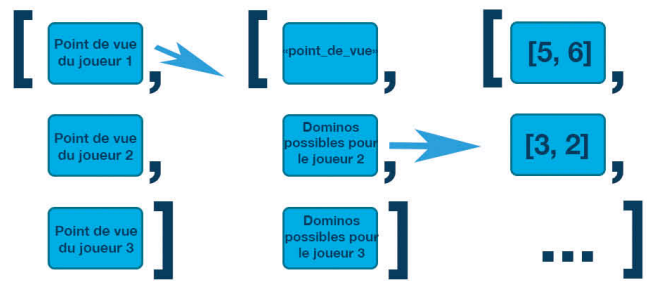 [ Point de vue
du joueur 1 ,
Point de vue
du joueur 2 ,
Point de vue
du joueur 3 ]
[ «point_de_vue» ,
Dominos
possibles pour
le joueur 2 ,
Dominos
possibles pour
le joueur 3 ]
[ [5, 6] ,
[3, 2] ,
... ]